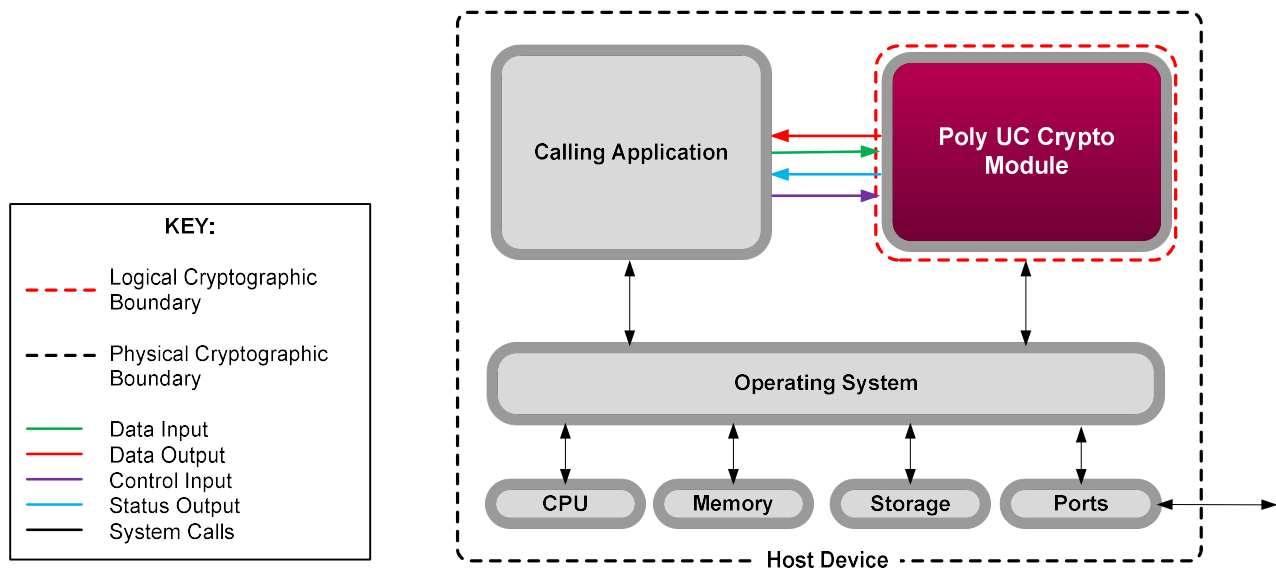 Calling Application
Poly UC Crypto
Module
KEY:
Logical Cryptographic
Boundary
Physical Cryptographic
Boundary
Data Input
Data Output
Control Input
Status Output
System Calls
Operating System
CPU
Memory
Storage
Ports
Host Device